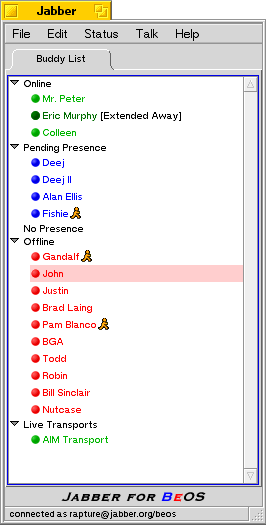 Jabber
File Edit Status Talk Help
Buddy List
Online
Mr. Peter
Eric Murphy [Extended Away]
Colleen
Pending Presence
Deej
Deej II
Alan Ellis
Fishie
No Presence
Offline
Gandalf
John
Justin
Brad Laing
Pam Blanco
BGA
Todd
Robin
Bill Sinclair
Nutcase
Live Transports
AIM Transport
Jabber for BeOS
connected as rapture@jabber.org/beos